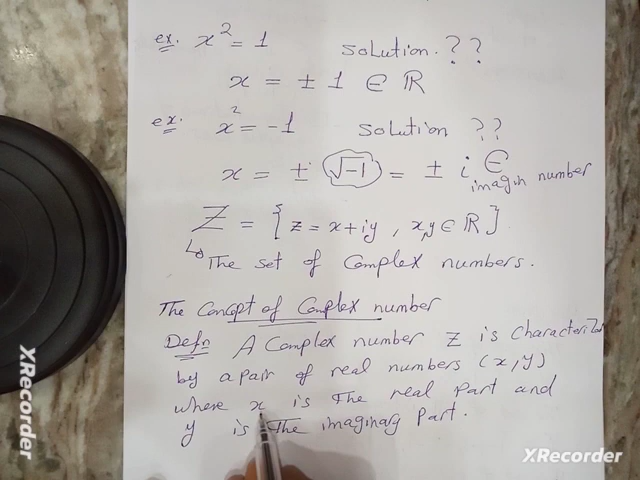 ex. x² = 1 solution. ??
x = ± 1 ∈ ℝ
ex. x² = -1 solution ??
x = ± √-1 = ± i ∈
imagin number
Z = { z = x + iy , x,y ∈ ℝ }
The set of Complex numbers.
The Concept of Complex number
Defn A Complex number Z is characteriz
by a pair of real numbers (x,y)
where x is The real part and
y is The imaginary part.
XRecorder
XRecorder